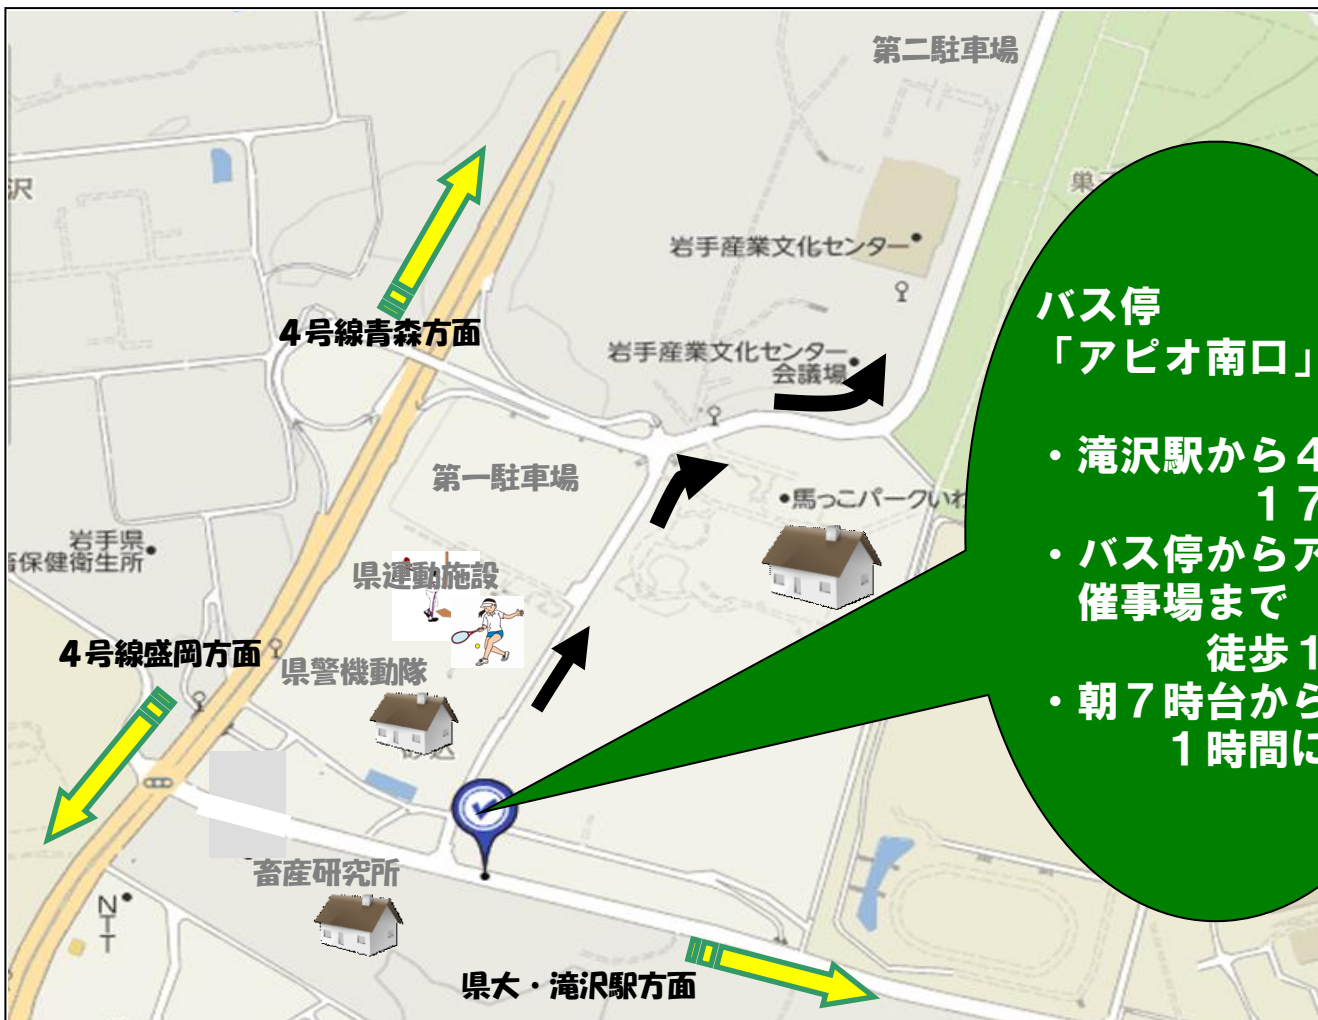 第二駐車場
沢
巣
岩手産業文化センター
4号線青森方面
岩手産業文化センター
会議場
第一駐車場
馬っこパークいわ
岩手県
保健衛生所
県運動施設
4号線盛岡方面
県警機動隊
畜産研究所
NTT
県大・滝沢駅方面
バス停
「アピオ南口」
・滝沢駅から4
17
・バス停からア
催事場まで
徒歩1
・朝7時台から
1時間に